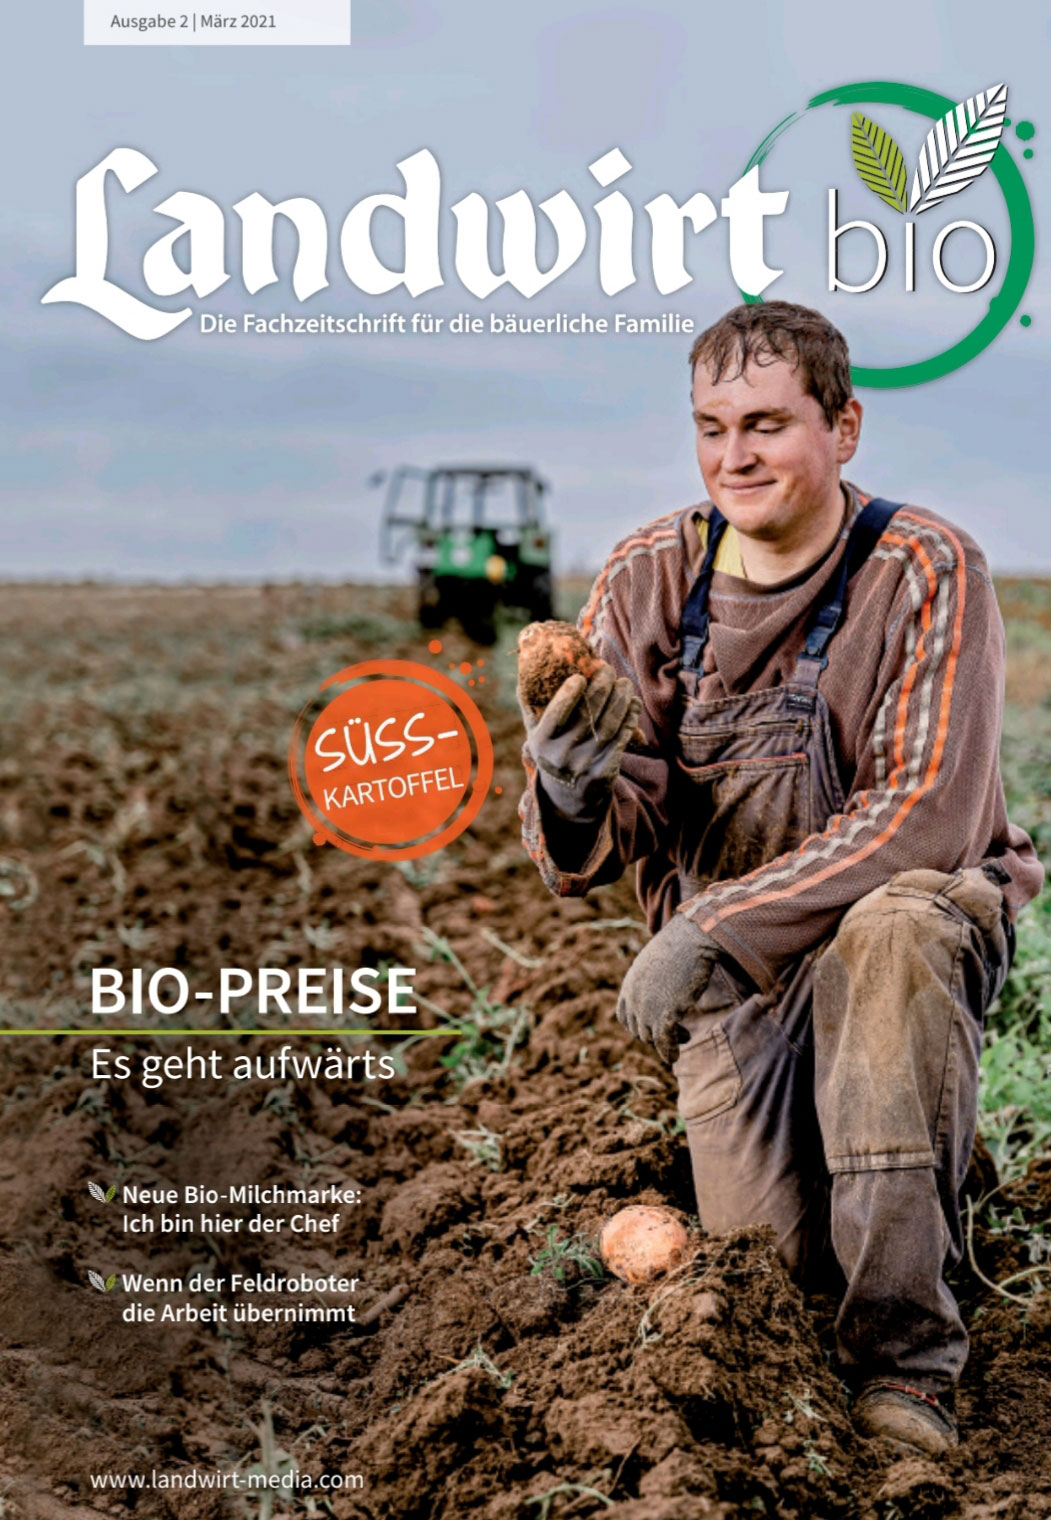 Ausgabe 2 | März 2021
Landwirt bio
Die Fachzeitschrift für die bäuerliche Familie
SÜSS-
KARTOFFEL
BIO-PREISE
Es geht aufwärts
Neue Bio-Milchmarke:
Ich bin hier der Chef
Wenn der Feldroboter
die Arbeit übernimmt
www.landwirt-media.com